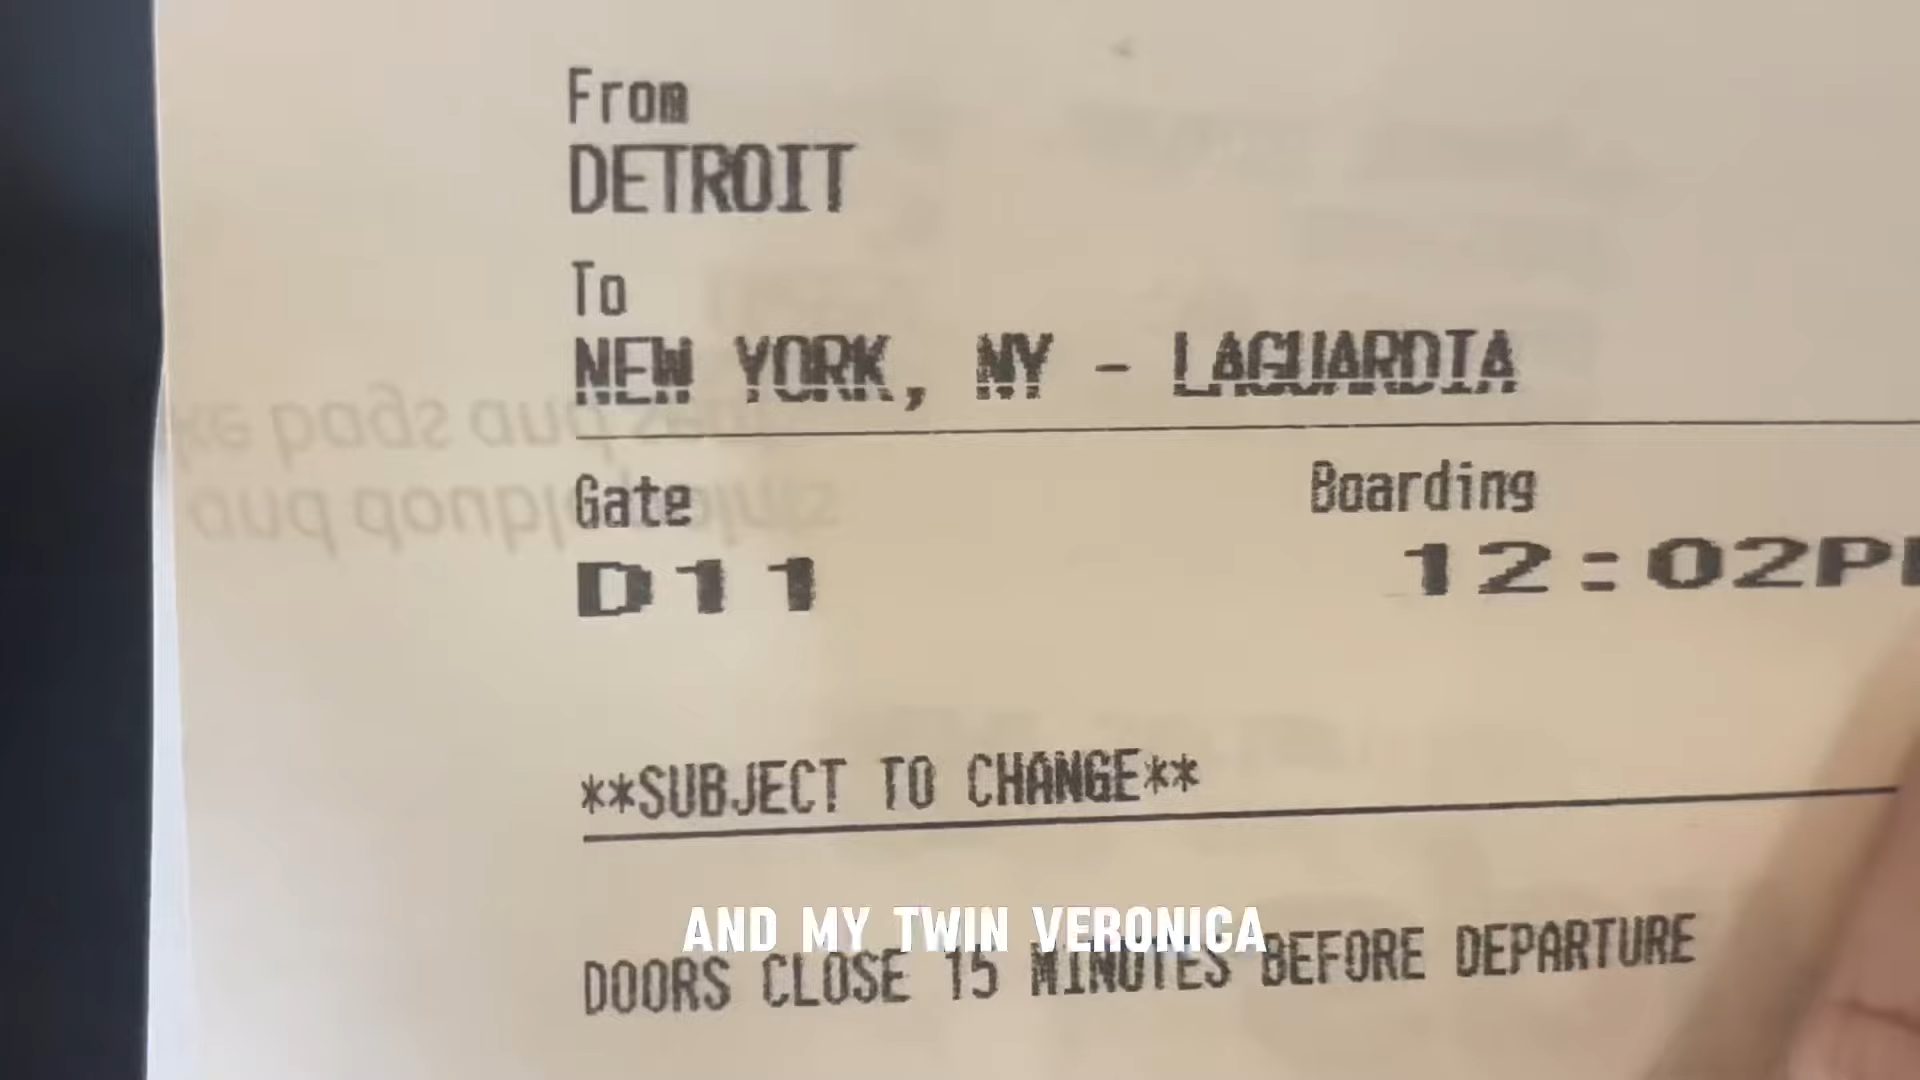 From
DETROIT
To
NEW YORK, NY - LAGUARDIA
Gate
Boarding
D11
12:02P
**SUBJECT TO CHANGE**
AND MY TWIN VERONICA
DOORS CLOSE 15 MINUTES BEFORE DEPARTURE